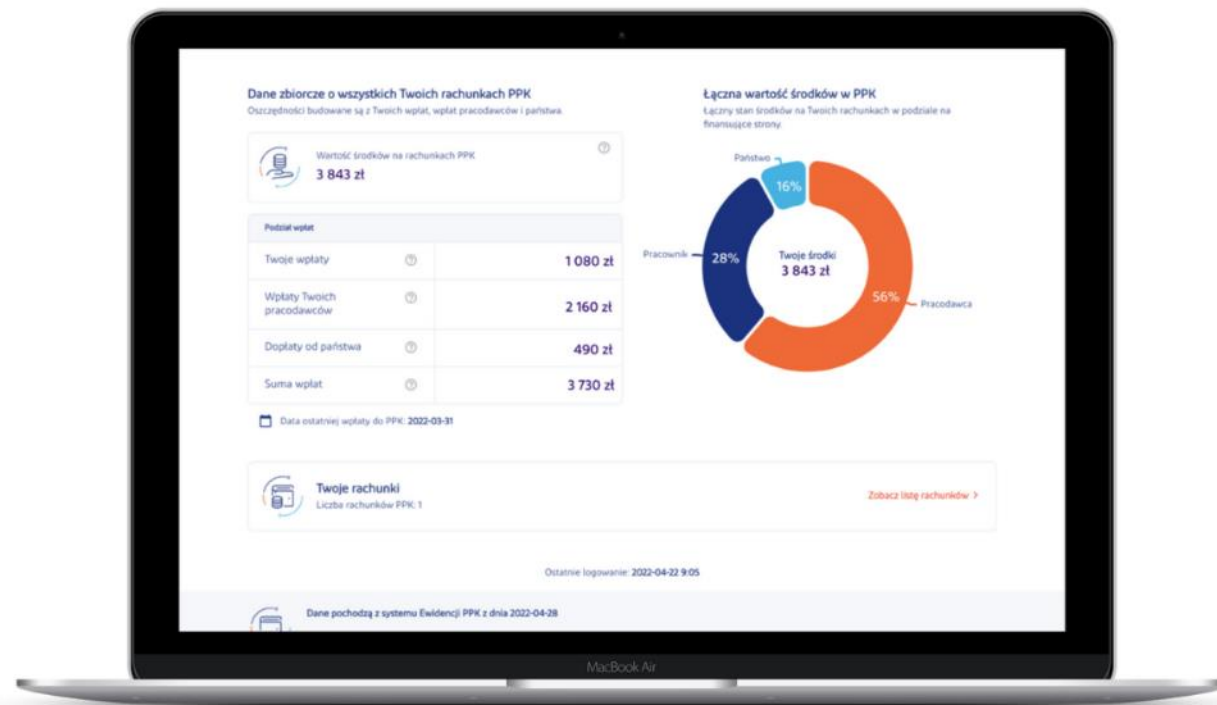 Dane zbiorcze o wszystkich Twoich rachunkach PPK
Oszczędności budowane są z Twoich wpłat, wpłat pracodawców i państwa.
Wartość środków na rachunkach PPK
3 843 zł
Podział wpłat
Twoje wpłaty 1 080 zł
Wpłaty Twoich
pracodawców 2 160 zł
Dopłaty od państwa 490 zł
Suma wpłat 3 730 zł
Data ostatniej wpłaty do PPK: 2022-03-31
Łączna wartość środków w PPK
Łączny stan środków na Twoich rachunkach w podziale na
finansujące strony
Państwo
16%
Pracownik
28%
Twoje środki
3 843 zł
56%
Pracodawca
Twoje rachunki
Liczba rachunków PPK: 1
Zobacz listę rachunków >
Ostatnie logowanie: 2022-04-22 9:05
Dane pochodzą z systemu Ewidencji PPK z dnia 2022-04-28
MacBook Air